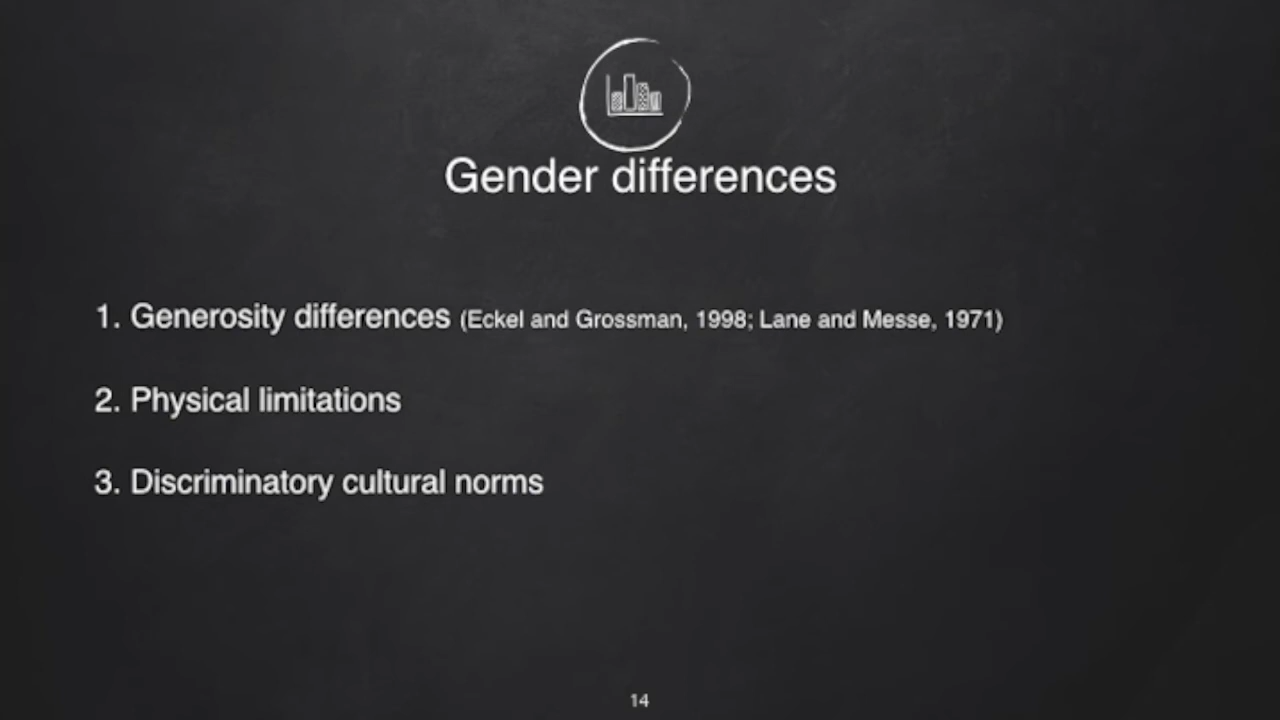 Gender differences
1. Generosity differences (Eckel and Grossman, 1998; Lane and Messe, 1971)
2. Physical limitations
3. Discriminatory cultural norms
14